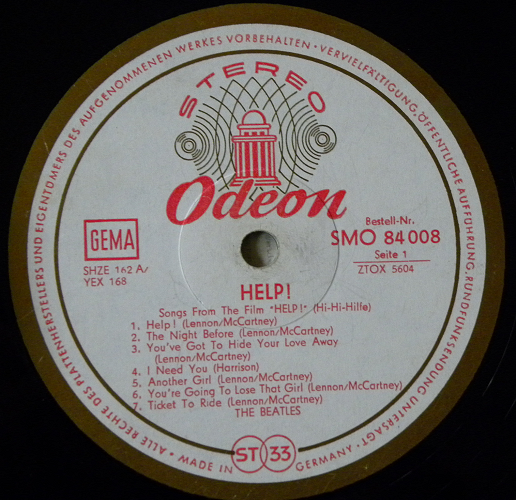 ALLE RECHTE DES PLATTENHERSTELLERS UND EIGENTÜMERS DES AUFGENOMMENEN WERKES VORBEHALTEN · VERVIELFÄLTIGUNG, ÖFFENTLICHE AUFFÜHRUNG, RUNDFUNKSENDUNG UNTERSAGT ·
STEREO
Odeon
GEMA
SHZE 162 A/
YEX 168
Bestell-Nr.
SMO 84 008
Seite 1
ZTOX 5604
HELP!
Songs From The Film "HELP!" (Hi-Hi-Hilfe)
1. Help! (Lennon/McCartney)
2. The Night Before (Lennon/McCartney)
3. You've Got To Hide Your Love Away
(Lennon/McCartney)
4. I Need You (Harrison)
5. Another Girl (Lennon/McCartney)
6. You're Going To Lose That Girl (Lennon/McCartney)
7. Ticket To Ride (Lennon/McCartney)
THE BEATLES
ST 33
MADE IN GERMANY